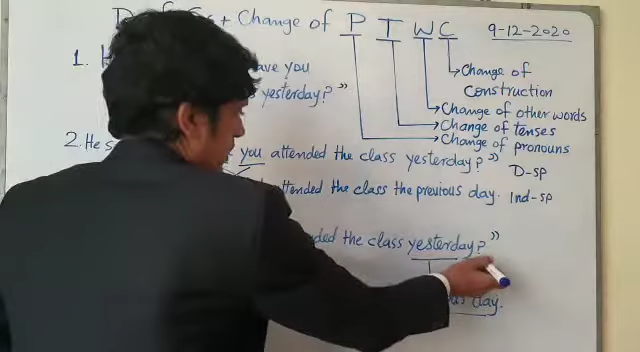 + Change of P T W C 9-12-2020
Change of
Construction
Change of other words
Change of tenses
Change of pronouns
1. ave you
yesterday?"
2. He s
you attended the class yesterday?" D-sp
attended the class the previous day. Ind-sp
ded the class yesterday?"
day.